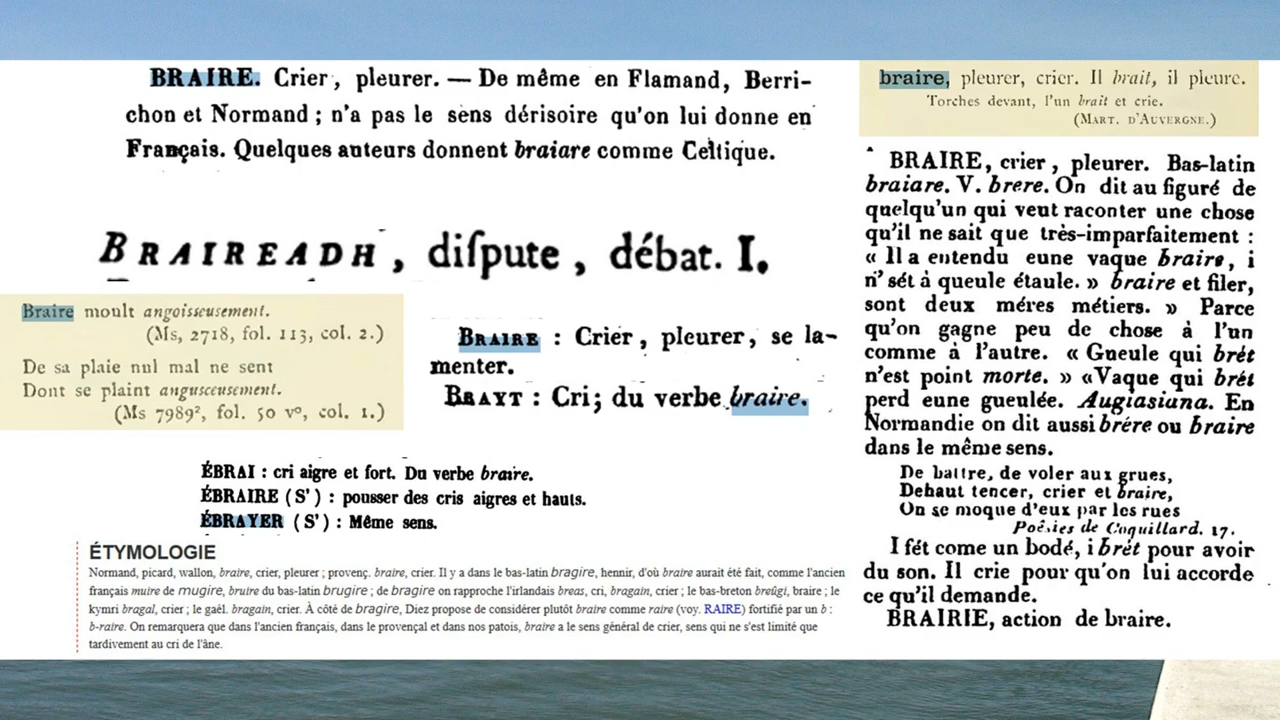 BRAIRE. Crier, pleurer. — De même en Flamand, Berri-
chon et Normand ; n'a pas le sens dérisoire qu'on lui donne en
Français. Quelques auteurs donnent braiare comme Celtique.
BRAIREADH, diſpute, débat. I.
Braire moult angoisseusement.
(Ms, 2718, fol. 113, col. 2.)
De sa plaie nul mal ne sent
Dont se plaint angusceusement.
(Ms 7989², fol. 50 vº, col. 1.)
BRAIRE : Crier, pleurer, se la-
menter.
BRAYT : Cri; du verbe braire.
ÉBRAI : cri aigre et fort. Du verbe braire.
ÉBRAIRE (S') : pousser des cris aigres et hauts.
ÉBRAYER (S') : Même sens.
ÉTYMOLOGIE
Normand, picard, wallon, braire, crier, pleurer ; provenç. braire, crier. Il y a dans le bas-latin bragire, hennir, d'où braire aurait été fait, comme l'ancien
français muire de mugire, bruire du bas-latin brugire ; de bragire on rapproche l'irlandais breas, cri, bragain, crier ; le bas-breton breûgi, braire ; le
kymri bragal, crier ; le gaél. bragain, crier. À côté de bragire, Diez propose de considérer plutôt braire comme raire (voy. RAIRE) fortifié par un b :
b-raire. On remarquera que dans l'ancien français, dans le provençal et dans nos patois, braire a le sens général de crier, sens qui ne s'est limité que
tardivement au cri de l'âne.
braire, pleurer, crier. Il brait, il pleure.
Torches devant, l'un brait et crie.
(MART. D'AUVERGNE.)
BRAIRE, crier, pleurer. Bas-latin
braiare. V. brere. On dit au figuré de
quelqu'un qui veut raconter une chose
qu'il ne sait que très-imparfaitement :
« Il a entendu eune vaque braire, i
n' sét à queule étaule. » braire et filer,
sont deux méres métiers. » Parce
qu'on gagne peu de chose à l'un
comme à l'autre. « Gueule qui brét
n'est point morte. » «Vaque qui brét
perd eune gueulée. Augiasiana. En
Normandie on dit aussi brére ou braire
dans le même sens.
De battre, de voler aux grues,
Dehaut tencer, crier et braire,
On se moque d'eux par les rues
Poësies de Coquillard. 17.
I fét come un bodé, i brét pour avoir
du son. Il crie pour qu'on lui accorde
ce qu'il demande.
BRAIRIE, action de braire.